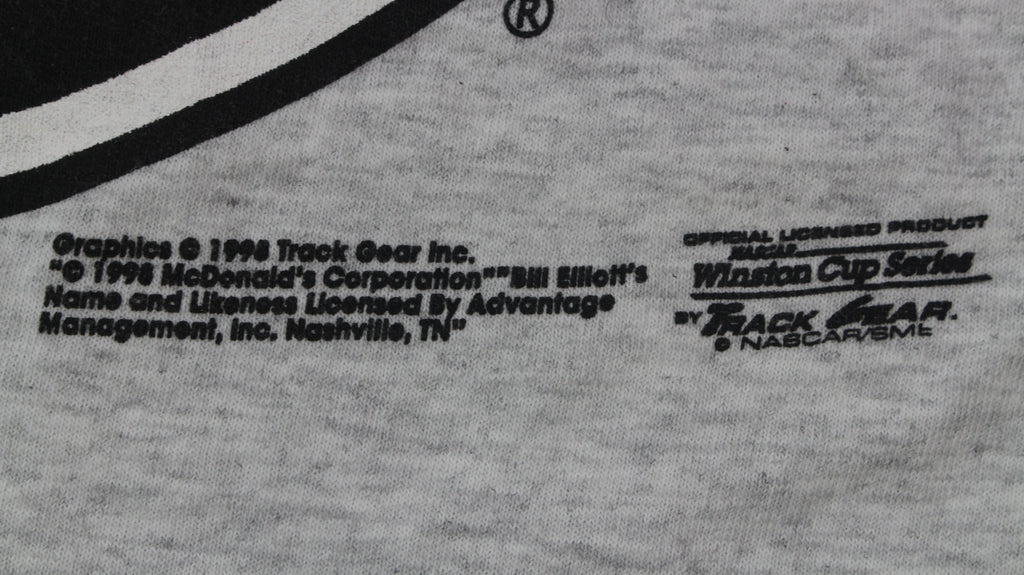 ®
Graphics © 1998 Track Gear Inc.
"© 1998 McDonald's Corporation""Bill Elliott's
Name and Likeness Licensed By Advantage
Management, Inc. Nashville, TN"
OFFICIAL LICENSED PRODUCT
NASCAR
Winston Cup Series
BY TRACK GEAR.
© NASCAR/SML